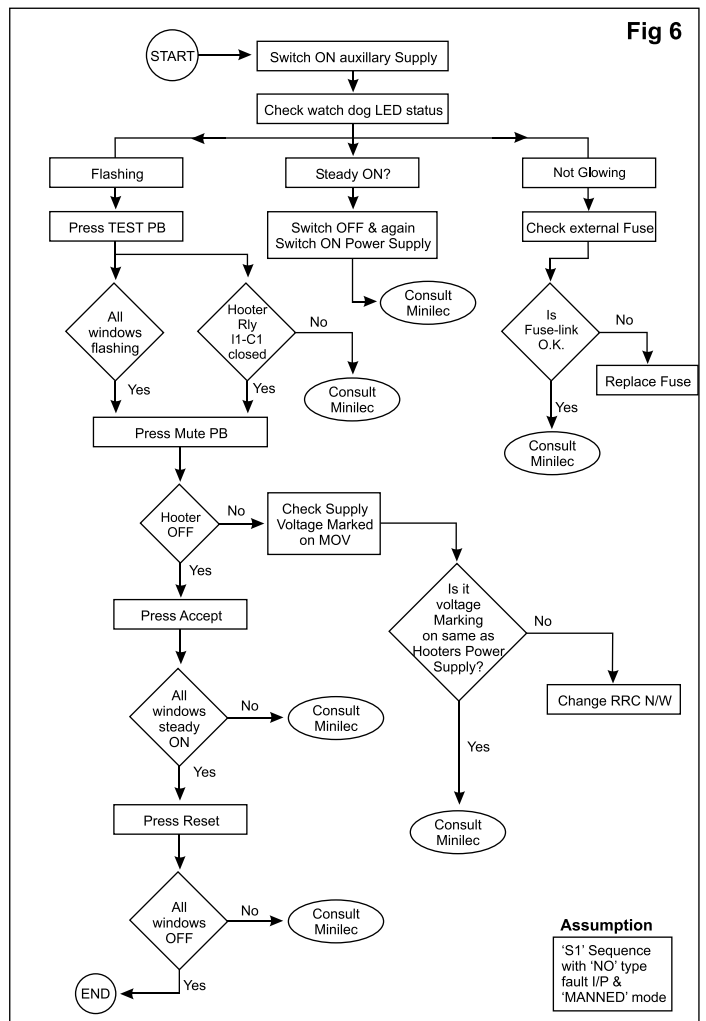 Fig 6
START
Switch ON auxillary Supply
Check watch dog LED status
Flashing
Steady ON?
Not Glowing
Press TEST PB
Switch OFF & again
Switch ON Power Supply
Check external Fuse
Consult
Minilec
All
windows
flashing
Hooter
Rly
I1-C1
closed
No
Consult
Minilec
Is
Fuse-link
O.K.
No
Replace Fuse
Yes
Yes
Yes
Consult
Minilec
Press Mute PB
Hooter
OFF
No
Check Supply
Voltage Marked
on MOV
Yes
Is it
voltage
Marking
on same as
Hooters Power
Supply?
No
Change RRC N/W
Yes
Consult
Minilec
Press Accept
All
windows
steady
ON
No
Consult
Minilec
Yes
Press Reset
All
windows
OFF
No
Consult
Minilec
Yes
END
Assumption
‘S1’ Sequence
with ‘NO’ type
fault I/P &
‘MANNED’ mode